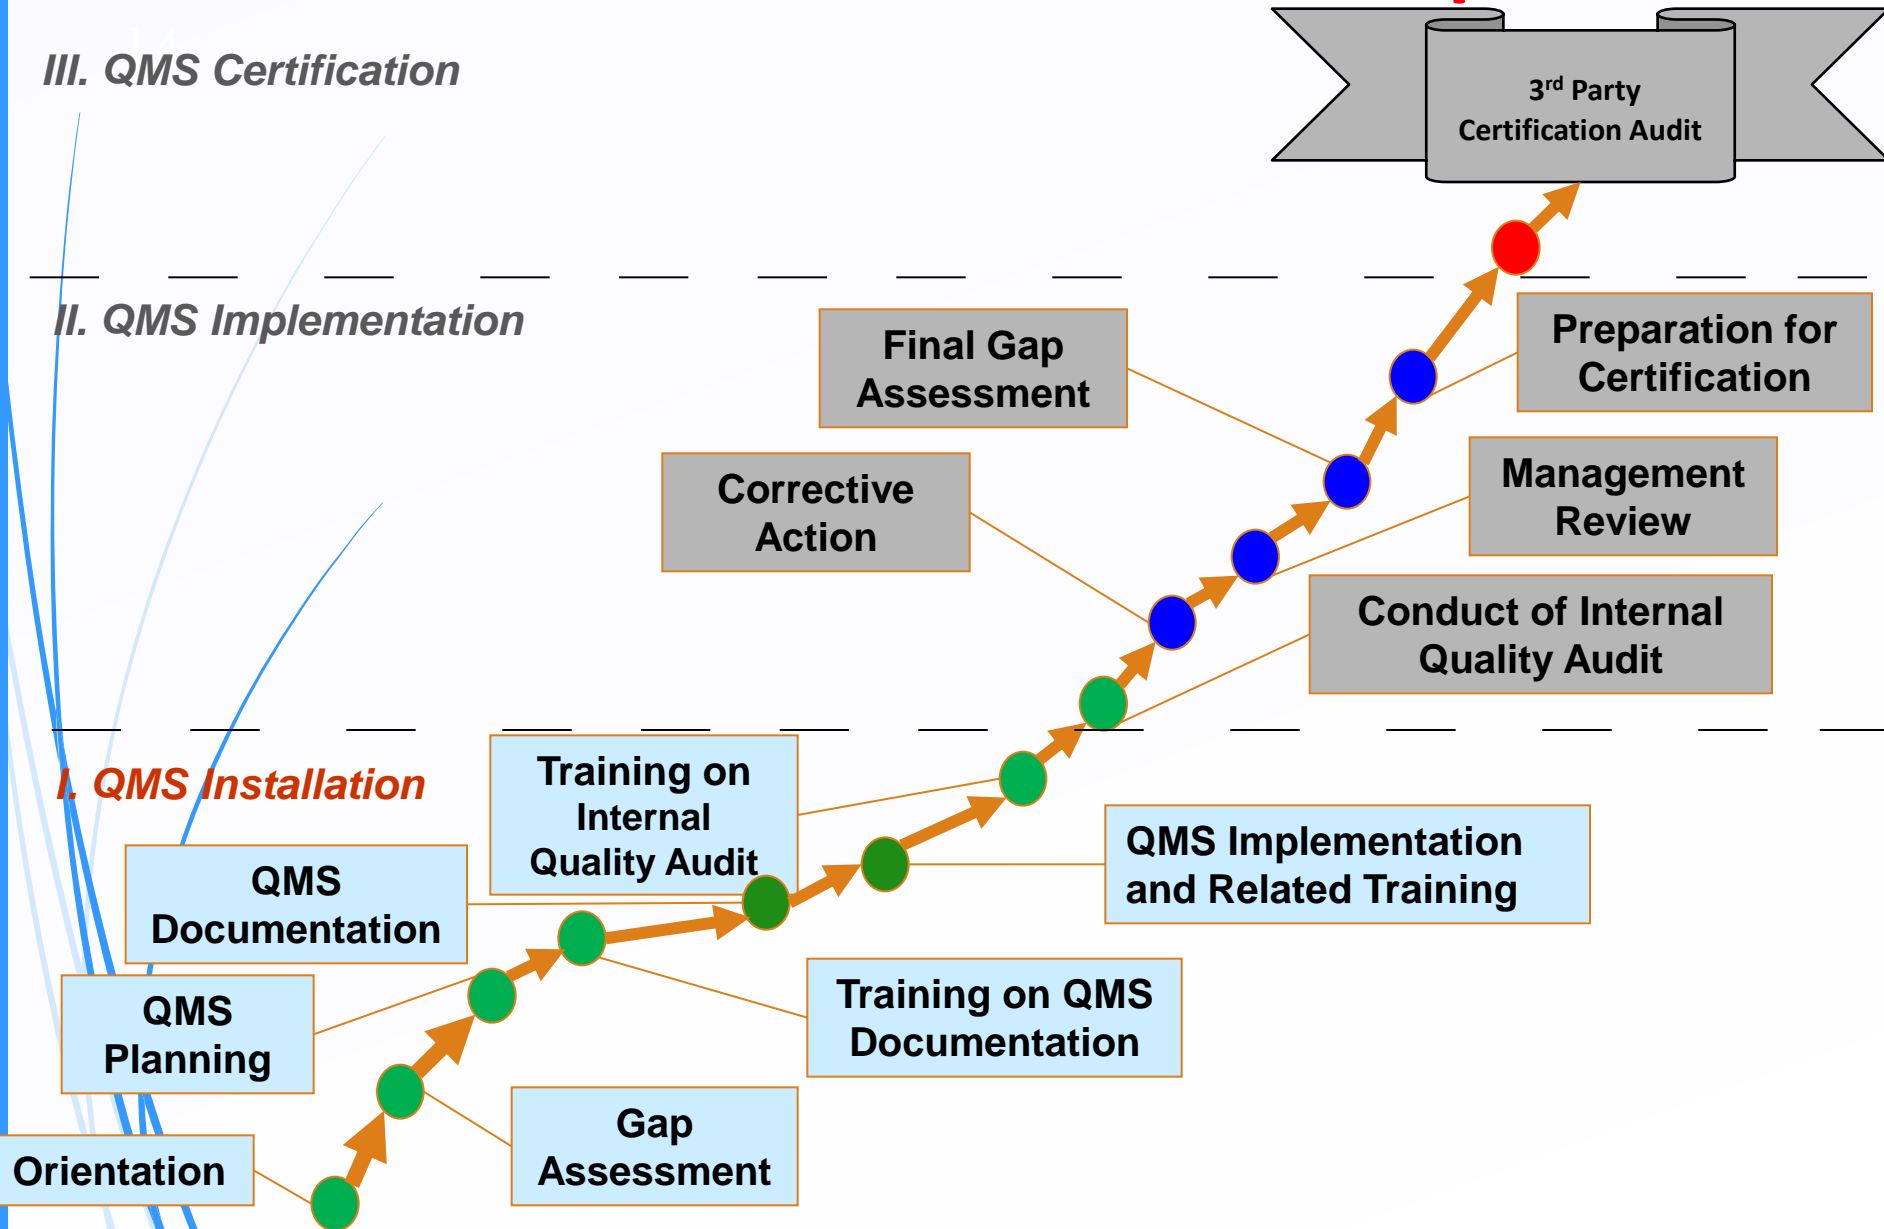 14
III. QMS Certification
3rd Party
Certification Audit
II. QMS Implementation
Final Gap
Assessment
Preparation for
Certification
Corrective
Action
Management
Review
Conduct of Internal
Quality Audit
I. QMS Installation
Training on
Internal
Quality Audit
QMS Implementation
and Related Training
QMS
Documentation
Training on QMS
Documentation
QMS
Planning
Gap
Assessment
Orientation